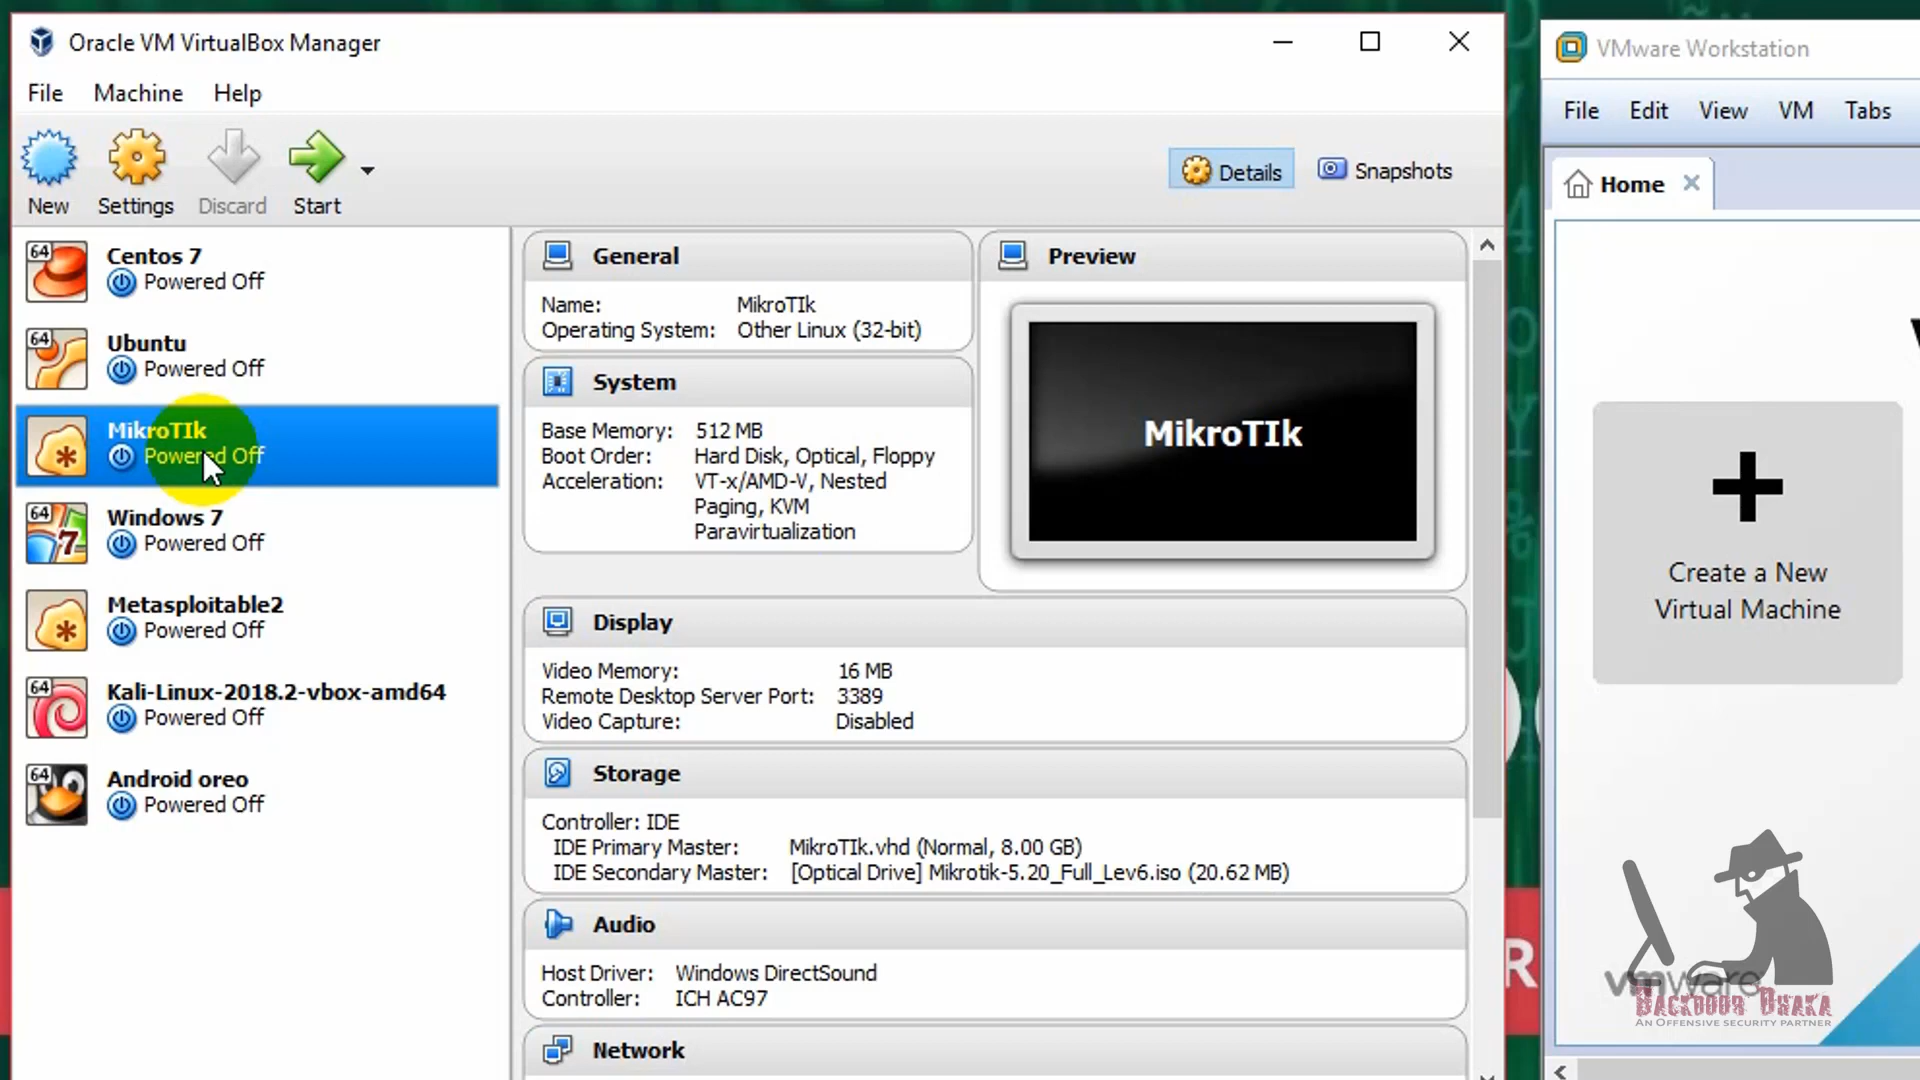 Oracle VM VirtualBox Manager
File Machine Help
New Settings Discard Start
Details Snapshots
64 Centos 7
Powered Off
64 Ubuntu
Powered Off
MikroTIk
Powered Off
64 Windows 7
7 Powered Off
Metasploitable2
Powered Off
64 Kali-Linux-2018.2-vbox-amd64
Powered Off
64 Android oreo
Powered Off
General
Name: MikroTIk
Operating System: Other Linux (32-bit)
System
Base Memory: 512 MB
Boot Order: Hard Disk, Optical, Floppy
Acceleration: VT-x/AMD-V, Nested
Paging, KVM
Paravirtualization
Preview
MikroTIk
Display
Video Memory: 16 MB
Remote Desktop Server Port: 3389
Video Capture: Disabled
Storage
Controller: IDE
IDE Primary Master: MikroTIk.vhd (Normal, 8.00 GB)
IDE Secondary Master: [Optical Drive] Mikrotik-5.20_Full_Lev6.iso (20.62 MB)
Audio
Host Driver: Windows DirectSound
Controller: ICH AC97
Network
VMware Workstation
File Edit View VM Tabs
Home
Create a New
Virtual Machine
vmware
Backdoor Dhaka
An Offensive security partner
R